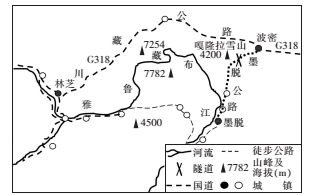 公
藏
路
嘎隆拉雪山
波密
7254
4200
G318
G318
川
藏
墨
7782
布
脱
林芝
鲁
公
雅
江
路
4500
墨脱
河流
徒步公路
隧道
7782
山峰及
海拔(m)
国道
城镇